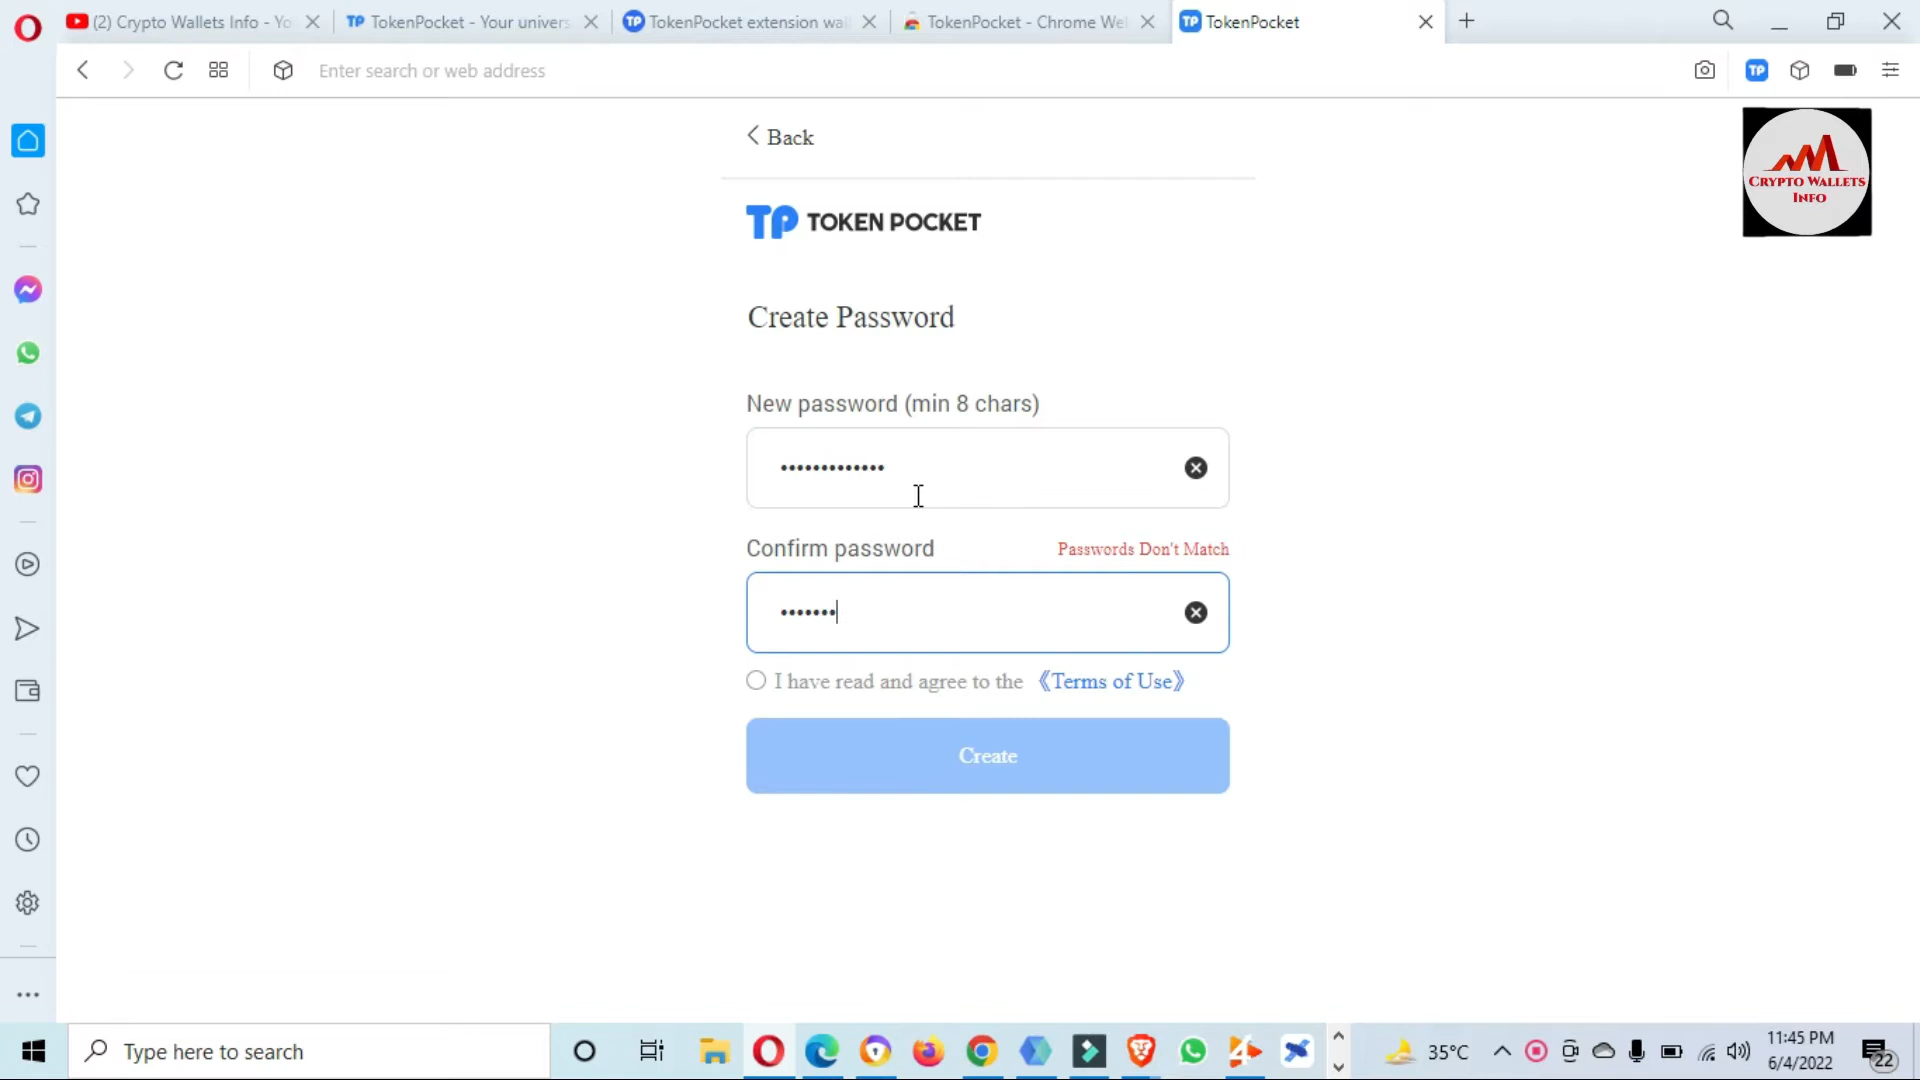 (2) Crypto Wallets Info - Yo
TokenPocket - Your univers
TokenPocket extension wal
TokenPocket - Chrome We
TokenPocket
Enter search or web address
Back
CRYPTO WALLETS
INFO
TP TOKEN POCKET
Create Password
New password (min 8 chars)
•••••••••••••
Confirm password
Passwords Don't Match
•••••••
I have read and agree to the 《Terms of Use》
Create
Type here to search
35°C
11:45 PM
6/4/2022
22